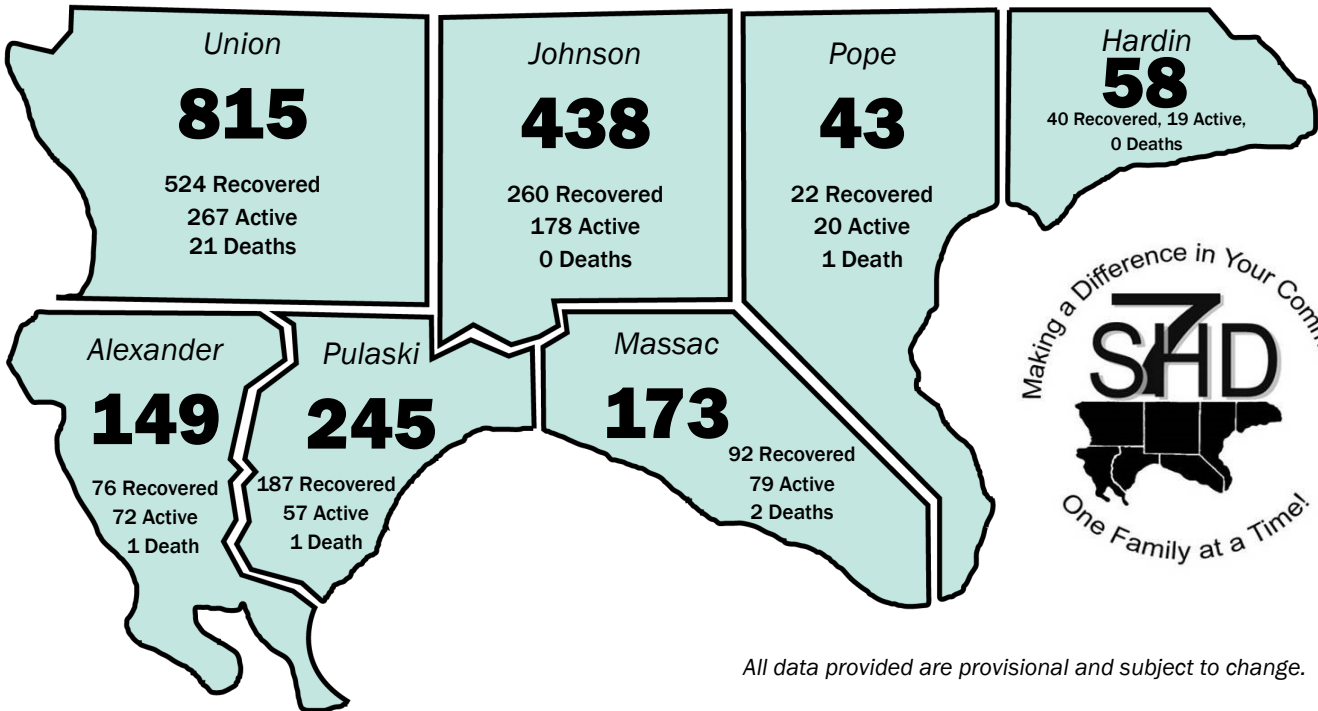 Union
815
524 Recovered
267 Active
21 Deaths
Johnson
438
260 Recovered
178 Active
0 Deaths
Pope
43
22 Recovered
20 Active
1 Death
Hardin
58
40 Recovered, 19 Active,
0 Deaths
Alexander
149
76 Recovered
72 Active
1 Death
Pulaski
245
187 Recovered
57 Active
1 Death
Massac
173
92 Recovered
79 Active
2 Deaths
Making a Difference in Your
S7HD
One Family at a Time!
All data provided are provisional and subject to change.